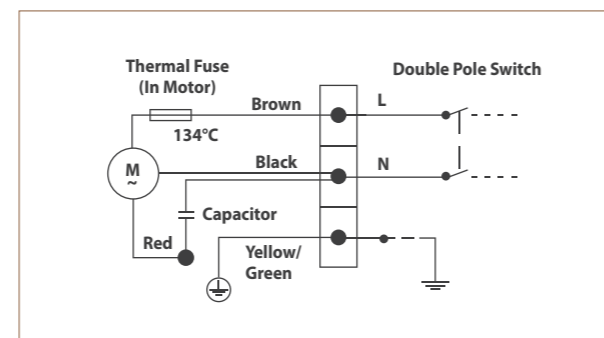 Thermal Fuse
(In Motor)
Double Pole Switch
Brown
L
134°C
Black
N
M
~
Capacitor
Red
Yellow/
Green